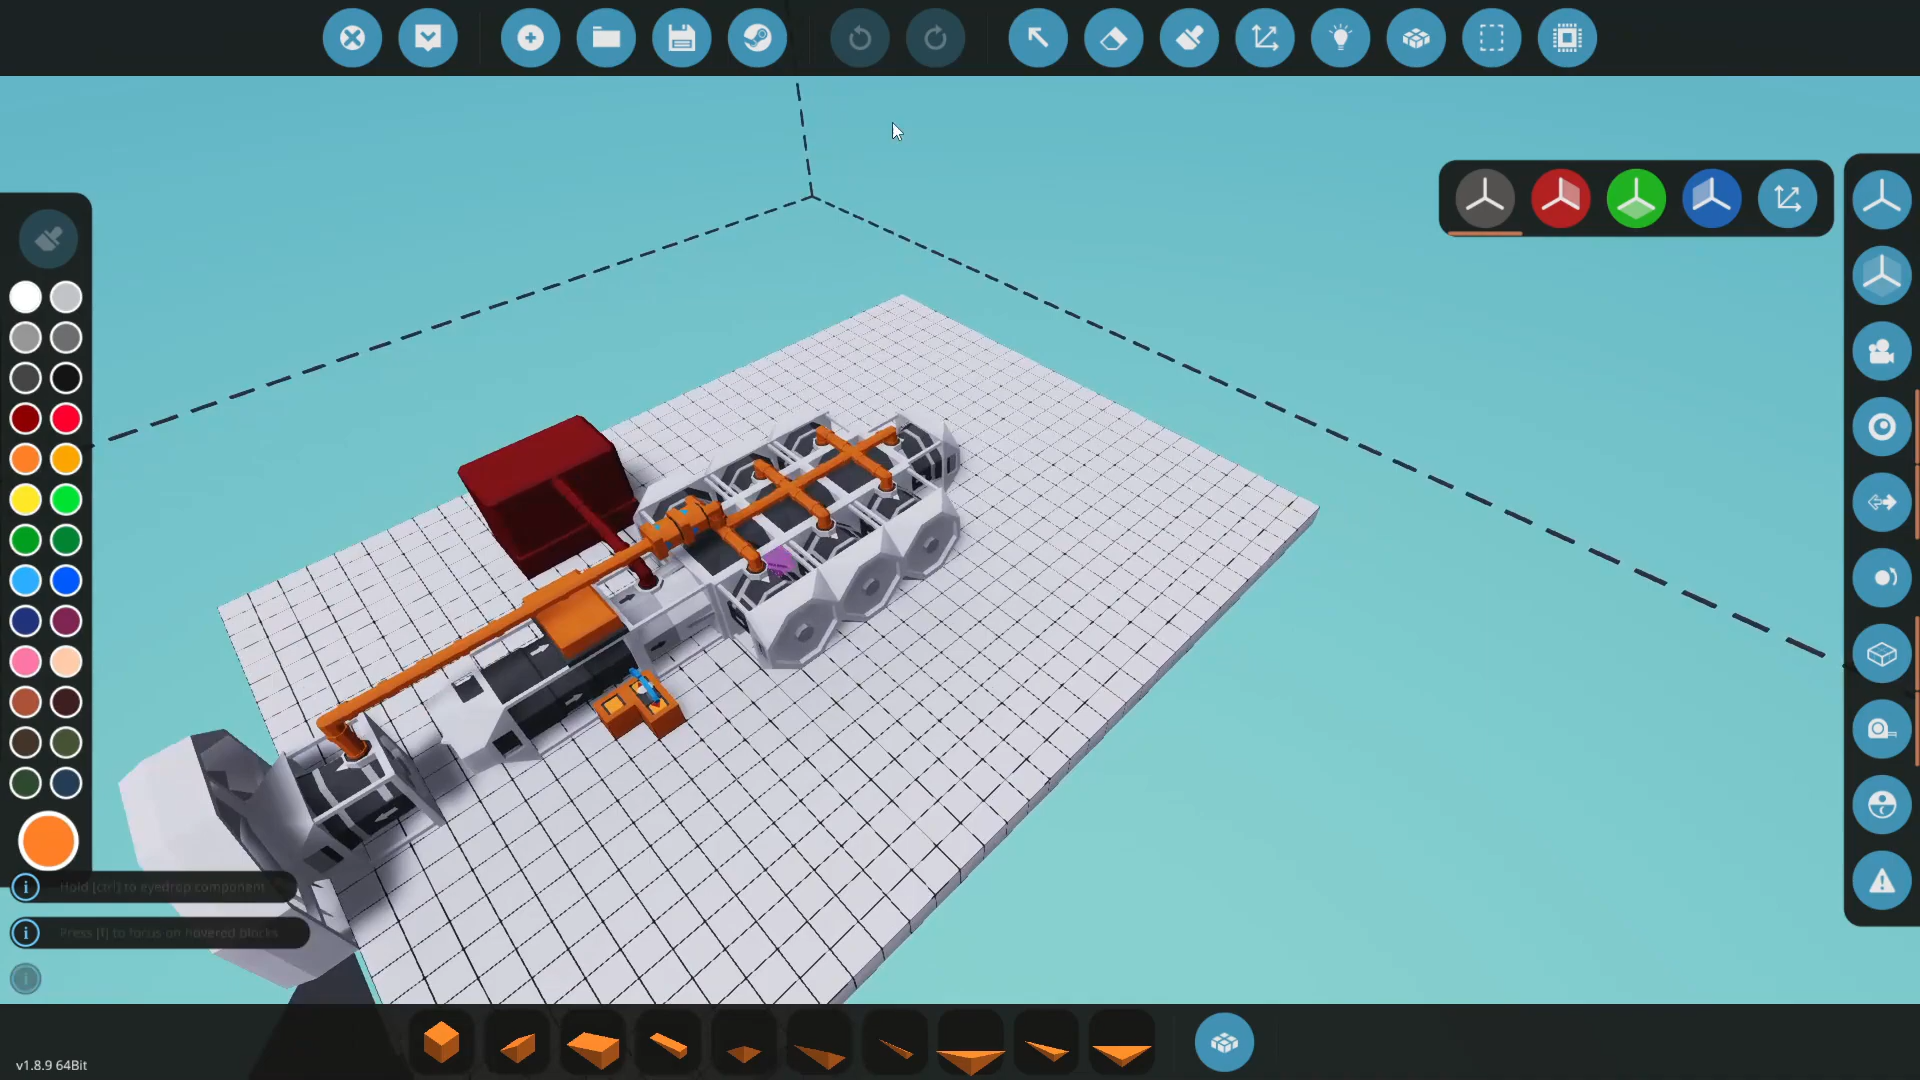 Hold [ctrl] to eyedrop component
Press [f] to focus on hovered blocks
v1.8.9 64Bit